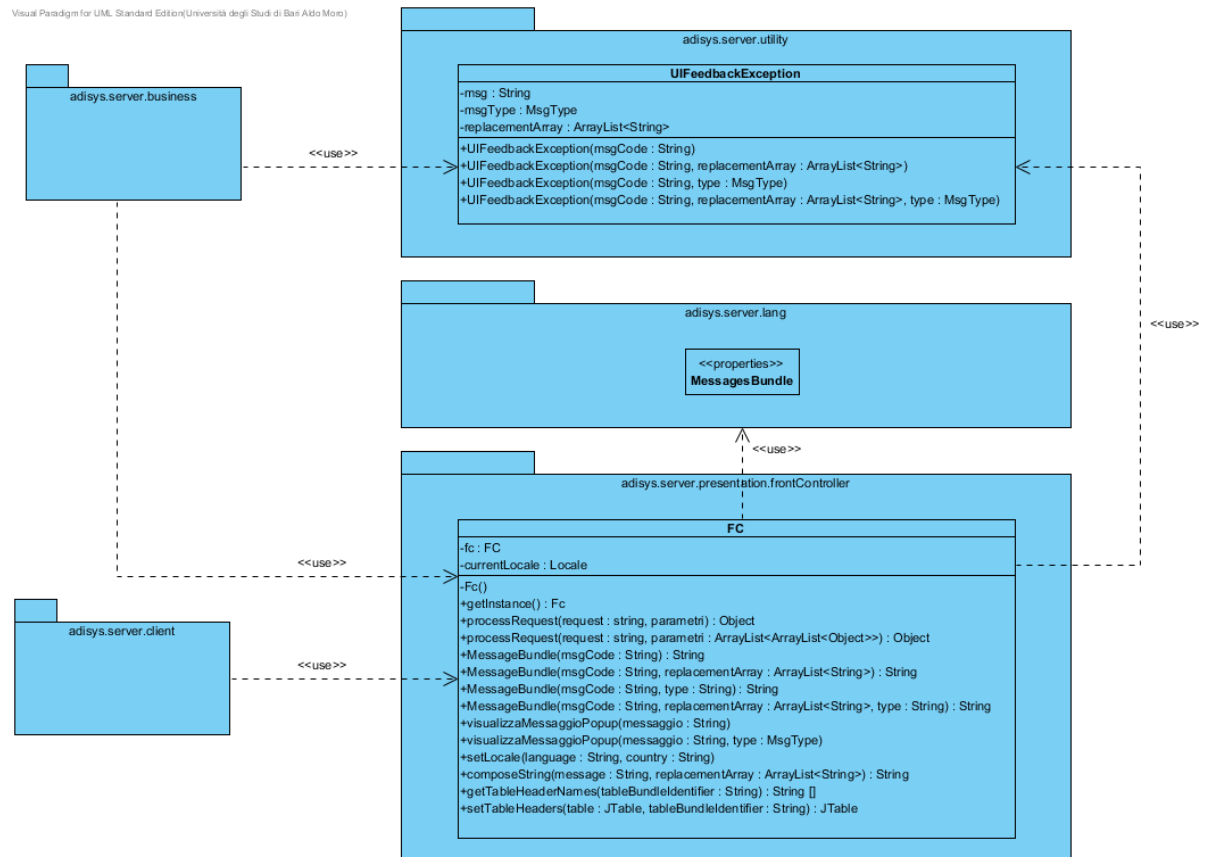 Visual Paradigm for UML Standard Edition(Università degli Studi di Bari Aldo Moro)
adisys.server.utility
UIFeedbackException
-msg : String
-msgType : MsgType
-replacementArray : ArrayList<String>
+UIFeedbackException(msgCode : String)
+UIFeedbackException(msgCode : String, replacementArray : ArrayList<String>)
+UIFeedbackException(msgCode : String, type : MsgType)
+UIFeedbackException(msgCode : String, replacementArray : ArrayList<String>, type : MsgType)
adisys.server.business
<<use>>
<<use>>
adisys.server.lang
<<properties>>
MessagesBundle
<<use>>
adisys.server.presentation.frontController
FC
-fc : FC
-currentLocale : Locale
-Fc()
+getInstance() : Fc
+processRequest(request : string, parametri) : Object
+processRequest(request : string, parametri : ArrayList<ArrayList<Object>>) : Object
+MessageBundle(msgCode : String) : String
+MessageBundle(msgCode : String, replacementArray : ArrayList<String>) : String
+MessageBundle(msgCode : String, type : String) : String
+MessageBundle(msgCode : String, replacementArray : ArrayList<String>, type : String) : String
+visualizzaMessaggioPopup(messaggio : String)
+visualizzaMessaggioPopup(messaggio : String, type : MsgType)
+setLocale(language : String, country : String)
+composeString(message : String, replacementArray : ArrayList<String>) : String
+getTableHeaderNames(tableBundleIdentifier : String) : String []
+setTableHeaders(table : JTable, tableBundleIdentifier : String) : JTable
<<use>>
adisys.server.client
<<use>>